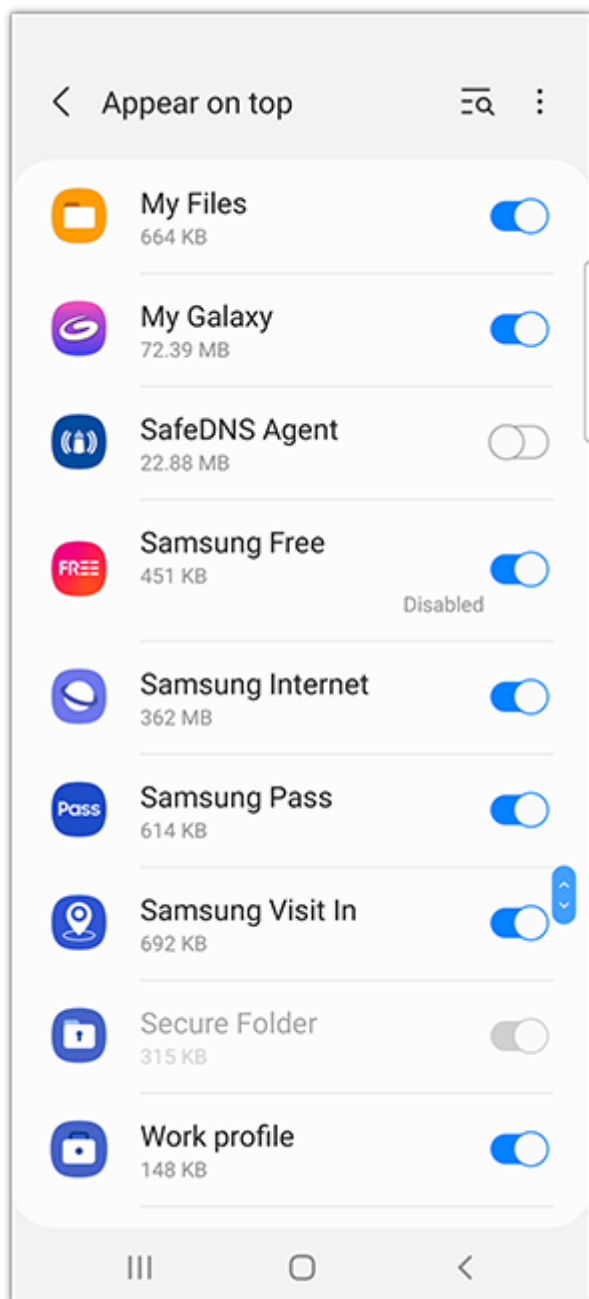 Appear on top
My Files
664 KB
My Galaxy
72.39 MB
SafeDNS Agent
22.88 MB
FREE
Samsung Free
451 KB
Disabled
Samsung Internet
362 MB
Pass
Samsung Pass
614 KB
Samsung Visit In
692 KB
Secure Folder
315 KB
Work profile
148 KB